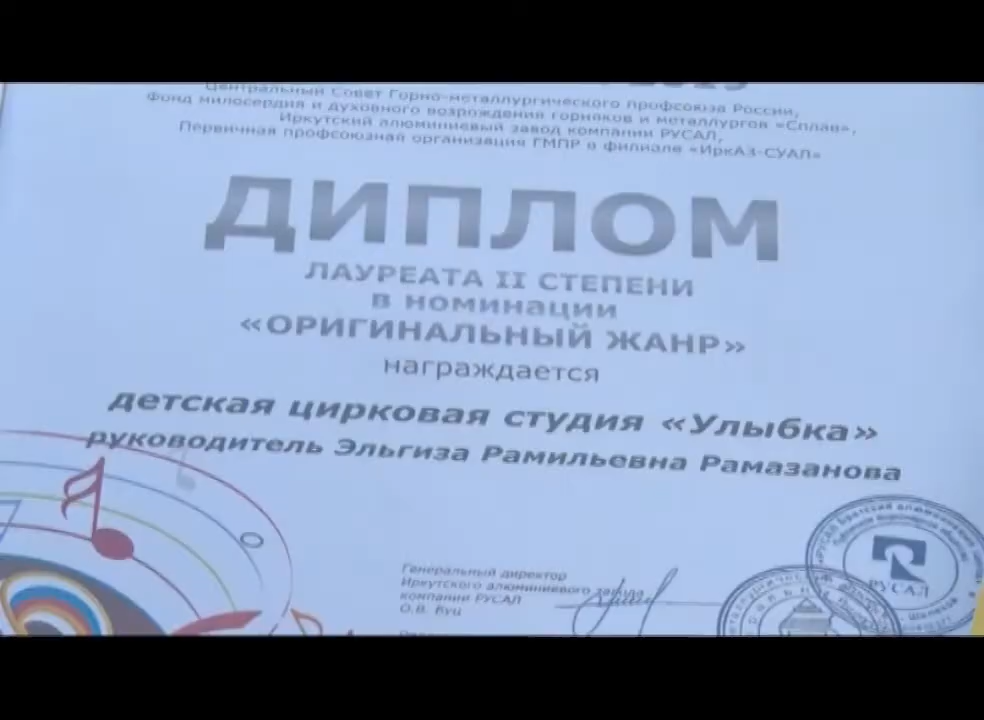 Центральный Совет Горно-металлургического профсоюза России,
Фонд милосердия и духовного возрождения горняков и металлургов «Сплав»,
Иркутский алюминиевый завод компании РУСАЛ,
Первичная профсоюзная организация ГМПР в филиале «ИркАЗ-СУАЛ»
ДИПЛОМ
ЛАУРЕАТА II СТЕПЕНИ
в номинации
«ОРИГИНАЛЬНЫЙ ЖАНР»
награждается
детская цирковая студия «Улыбка»
руководитель Эльгиза Рамильевна Рамазанова
Генеральный директор
Иркутского алюминиевого завода
компании РУСАЛ
О.В. Буц
РУСАЛ